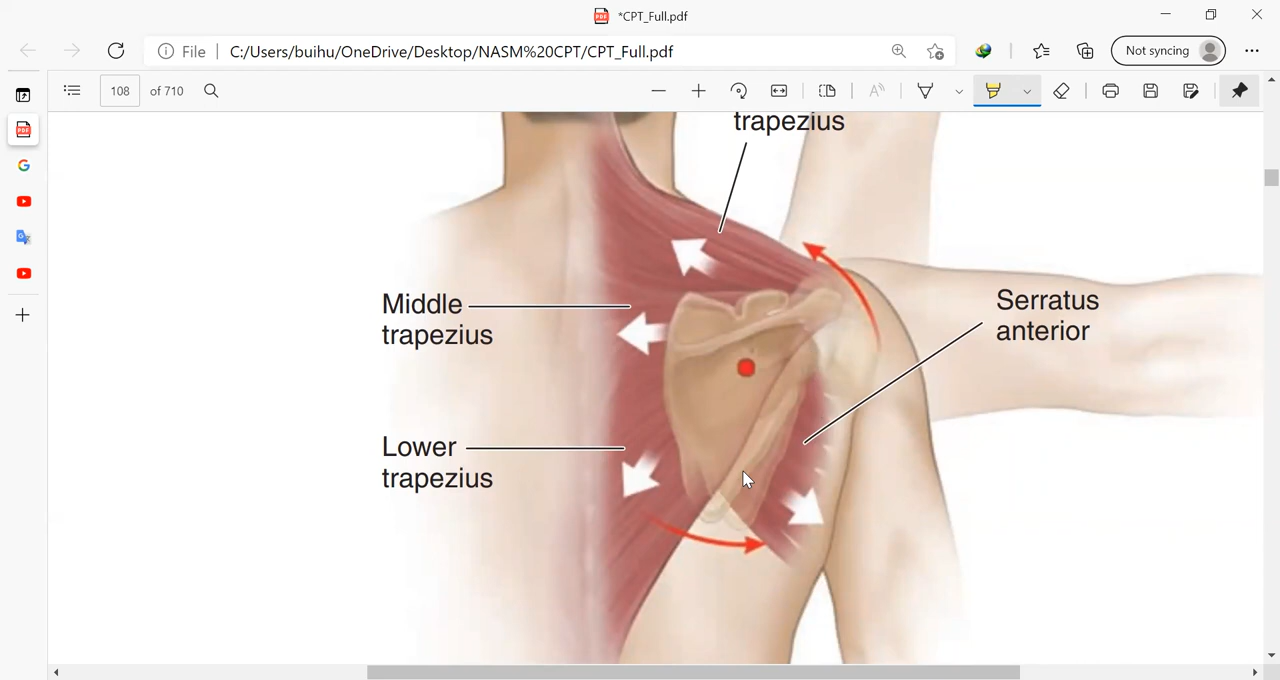 *CPT_Full.pdf
File
C:/Users/buihu/OneDrive/Desktop/NASM%20CPT/CPT_Full.pdf
Not syncing
108 of 710
trapezius
Middle
trapezius
Serratus
anterior
Lower
trapezius